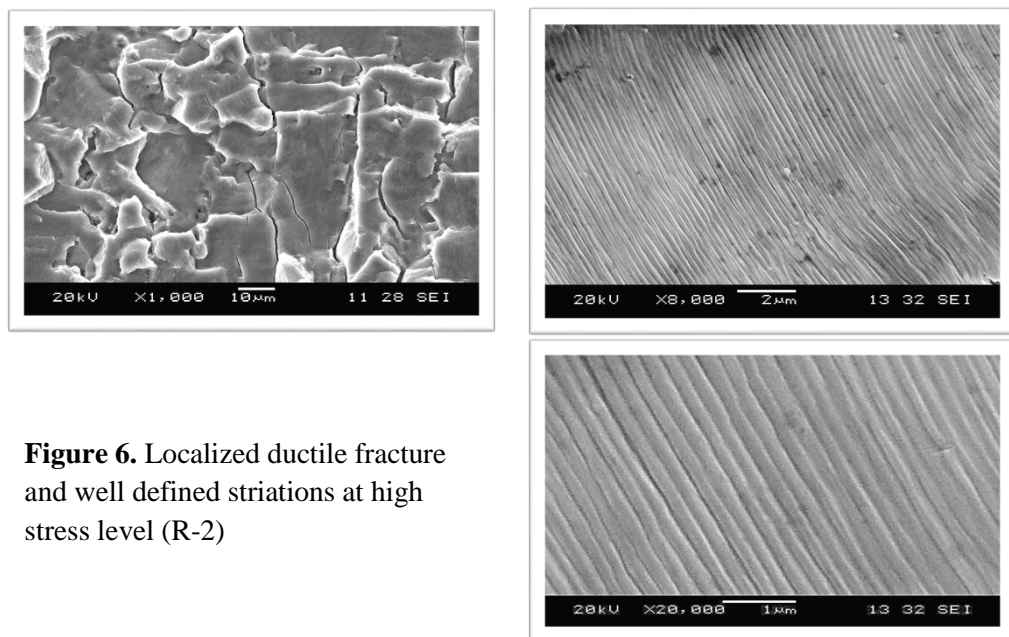 20kV X1,000 10µm 11 28 SEI
20kV X8,000 2µm 13 32 SEI
Figure 6. Localized ductile fracture
and well defined striations at high
stress level (R-2)
20kV X20,000 1µm 13 32 SEI